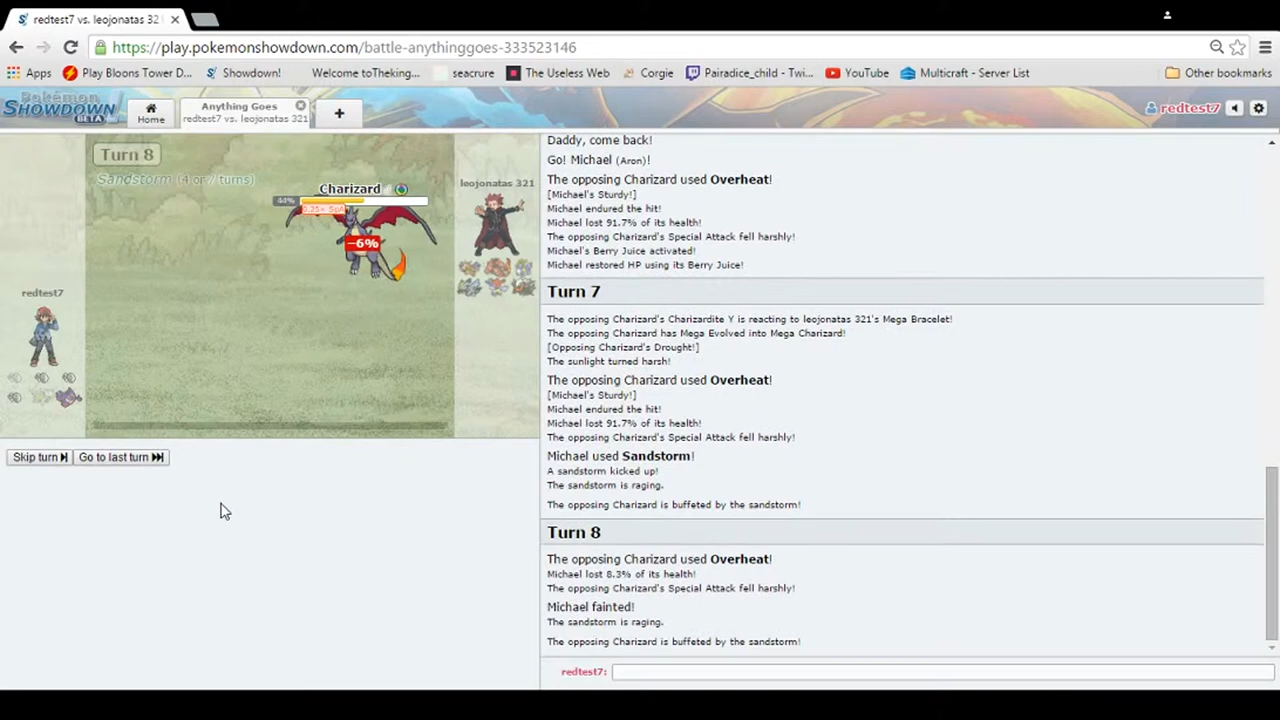 redtest7 vs. leojonatas 32
https://play.pokemonshowdown.com/battle-anythinggoes-333523146
Apps
Play Bloons Tower D...
Showdown!
Welcome toTheking...
seacrure
The Useless Web
Corgie
Pairadice_child - Twi...
YouTube
Multicraft - Server List
Other bookmarks
Pokémon
SHOWDOWN
BETA
Home
Anything Goes
redtest7 vs. leojonatas 321
+
redtest7
Turn 8
Sandstorm (4 or 7 turns)
Charizard
44%
0.25× SpA
−6%
leojonatas 321
redtest7
Skip turn
Go to last turn
Daddy, come back!
Go! Michael (Aron)!
The opposing Charizard used Overheat!
[Michael's Sturdy!]
Michael endured the hit!
Michael lost 91.7% of its health!
The opposing Charizard's Special Attack fell harshly!
Michael's Berry Juice activated!
Michael restored HP using its Berry Juice!
Turn 7
The opposing Charizard's Charizardite Y is reacting to leojonatas 321's Mega Bracelet!
The opposing Charizard has Mega Evolved into Mega Charizard!
[Opposing Charizard's Drought!]
The sunlight turned harsh!
The opposing Charizard used Overheat!
[Michael's Sturdy!]
Michael endured the hit!
Michael lost 91.7% of its health!
The opposing Charizard's Special Attack fell harshly!
Michael used Sandstorm!
A sandstorm kicked up!
The sandstorm is raging.
The opposing Charizard is buffeted by the sandstorm!
Turn 8
The opposing Charizard used Overheat!
Michael lost 8.3% of its health!
The opposing Charizard's Special Attack fell harshly!
Michael fainted!
The sandstorm is raging.
The opposing Charizard is buffeted by the sandstorm!
redtest7: